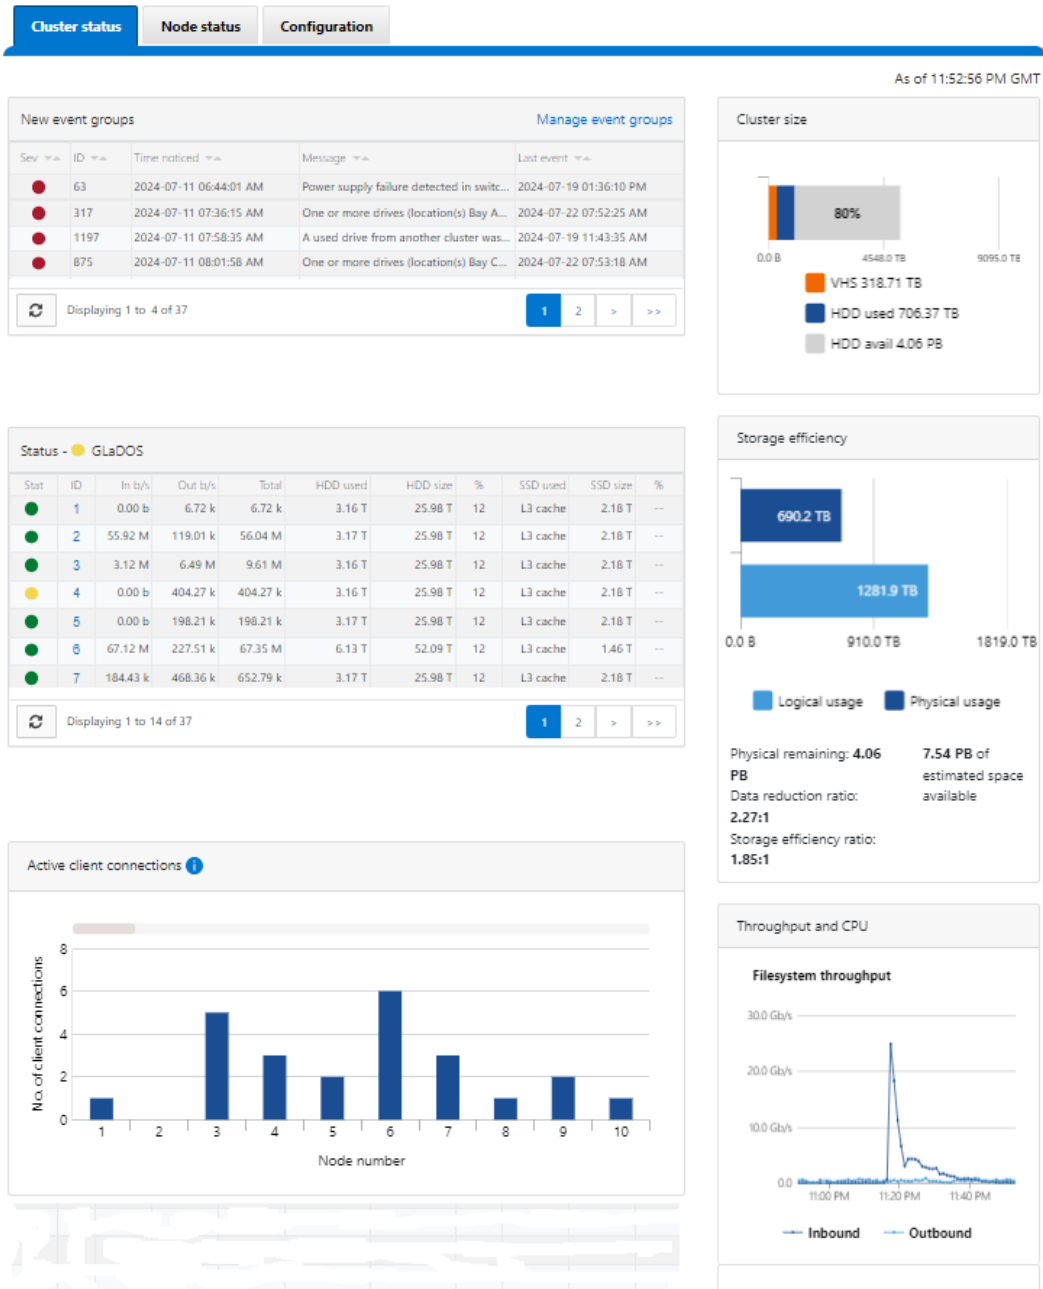 Cluster status Node status Configuration
As of 11:52:56 PM GMT
New event groups Manage event groups
Sev ID Time noticed Message Last event
63 2024-07-11 06:44:01 AM Power supply failure detected in switc... 2024-07-19 01:36:10 PM
317 2024-07-11 07:36:15 AM One or more drives (location(s) Bay A... 2024-07-22 07:52:25 AM
1197 2024-07-11 07:58:35 AM A used drive from another cluster was... 2024-07-19 11:43:35 AM
875 2024-07-11 08:01:58 AM One or more drives (location(s) Bay C... 2024-07-22 07:53:18 AM
Displaying 1 to 4 of 37 1 2 > >>
Cluster size
80%
0.0 B 4548.0 TB 9095.0 TB
VHS 318.71 TB
HDD used 706.37 TB
HDD avail 4.06 PB
Status - GLaDOS
Stat ID In b/s Out b/s Total HDD used HDD size % SSD used SSD size %
1 0.00 b 6.72 k 6.72 k 3.16 T 25.98 T 12 L3 cache 2.18 T --
2 55.92 M 119.01 k 56.04 M 3.17 T 25.98 T 12 L3 cache 2.18 T --
3 3.12 M 6.49 M 9.61 M 3.16 T 25.98 T 12 L3 cache 2.18 T --
4 0.00 b 404.27 k 404.27 k 3.16 T 25.98 T 12 L3 cache 2.18 T --
5 0.00 b 198.21 k 198.21 k 3.17 T 25.98 T 12 L3 cache 2.18 T --
6 67.12 M 227.51 k 67.35 M 6.13 T 52.09 T 12 L3 cache 1.46 T --
7 184.43 k 468.36 k 652.79 k 3.17 T 25.98 T 12 L3 cache 2.18 T --
Displaying 1 to 14 of 37 1 2 > >>
Storage efficiency
690.2 TB
1281.9 TB
0.0 B 910.0 TB 1819.0 TB
Logical usage Physical usage
Physical remaining: 4.06
PB
Data reduction ratio:
2.27:1
Storage efficiency ratio:
1.85:1
7.54 PB of
estimated space
available
Active client connections i
No. of client connections
8
6
4
2
0
1 2 3 4 5 6 7 8 9 10
Node number
Throughput and CPU
Filesystem throughput
30.0 Gb/s
20.0 Gb/s
10.0 Gb/s
0.0
11:00 PM 11:20 PM 11:40 PM
Inbound Outbound